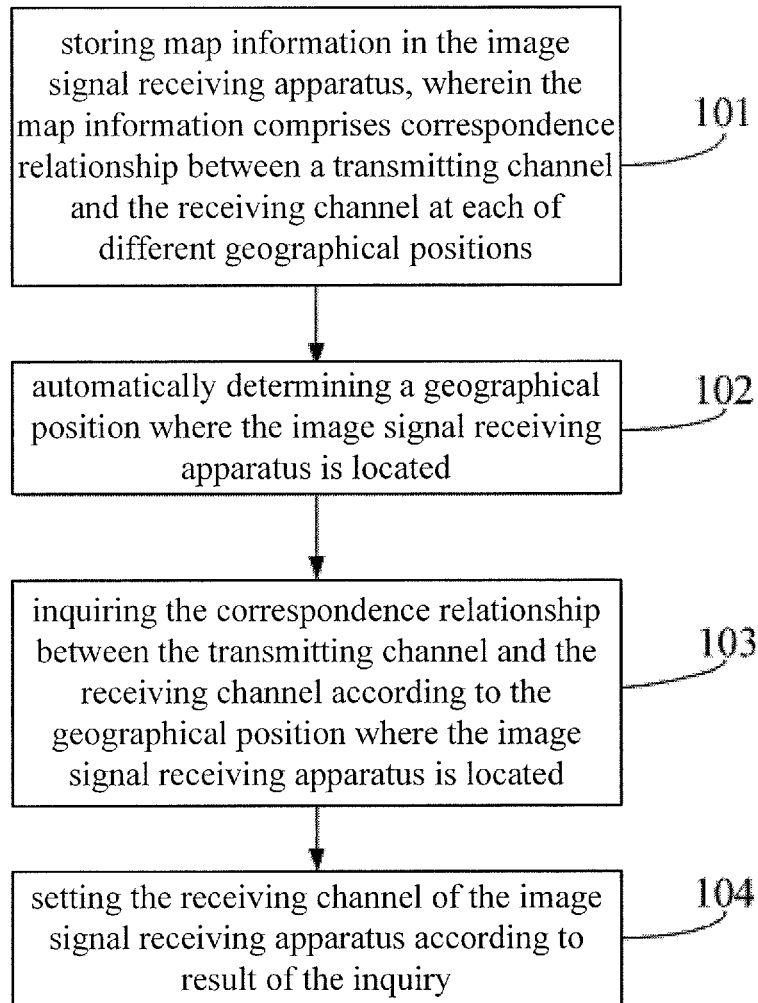 storing map information in the image
signal receiving apparatus, wherein the
map information comprises correspondence
relationship between a transmitting channel
and the receiving channel at each of
different geographical positions
101
automatically determining a geographical
position where the image signal receiving
apparatus is located
102
inquiring the correspondence relationship
between the transmitting channel and the
receiving channel according to the
geographical position where the image
signal receiving apparatus is located
103
setting the receiving channel of the image
signal receiving apparatus according to
result of the inquiry
104